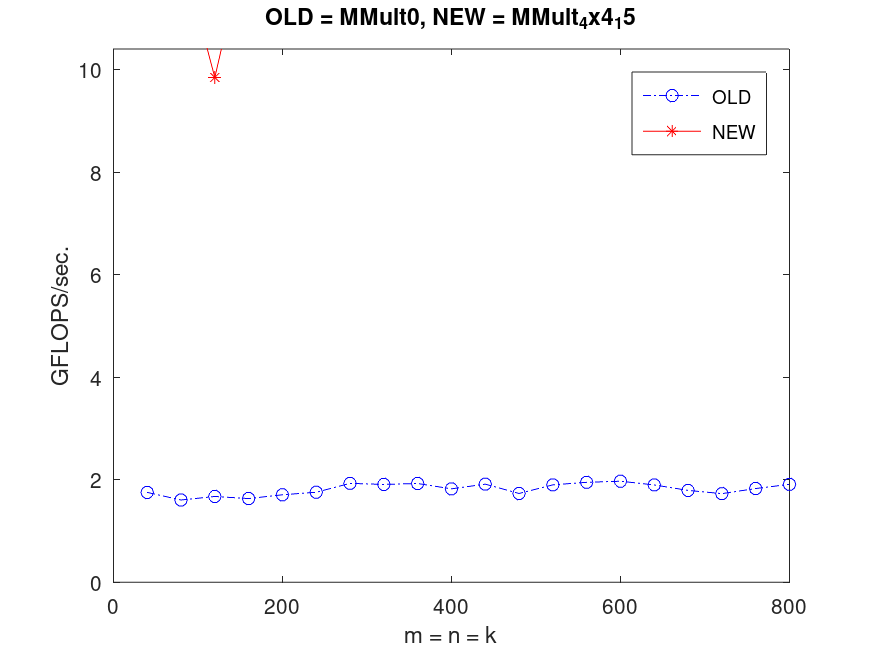 OLD = MMult0, NEW = MMult₄x4₁5
10
8
6
4
2
0
GFLOPS/sec.
OLD
NEW
0 200 400 600 800
m = n = k